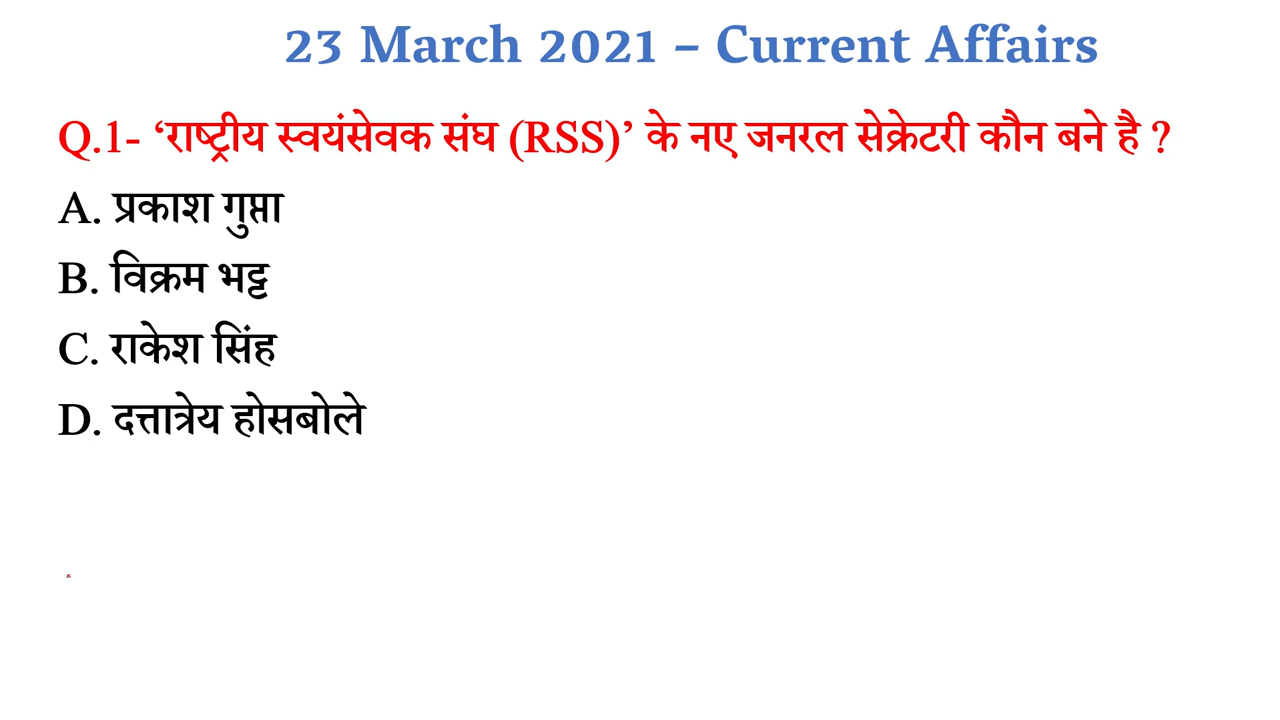 23 March 2021 – Current Affairs
Q.1- ‘राष्ट्रीय स्वयंसेवक संघ (RSS)’ के नए जनरल सेक्रेटरी कौन बने है ?
A. प्रकाश गुप्ता
B. विक्रम भट्ट
C. राकेश सिंह
D. दत्तात्रेय होसबोले